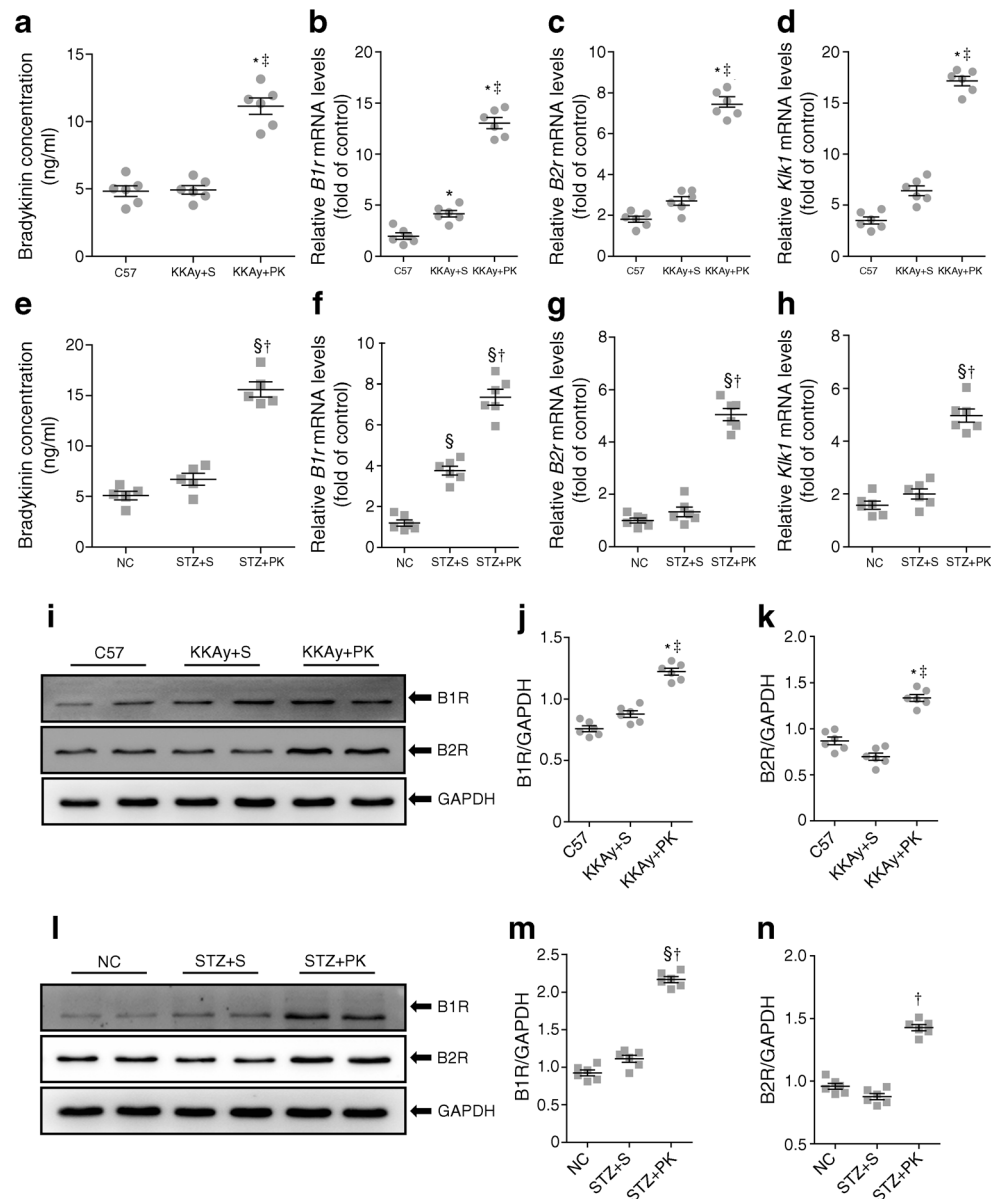 a
Bradykinin concentration
(ng/ml)
15
10
5
0
*‡
C57
KKAy+S
KKAy+PK
b
Relative B1r mRNA levels
(fold of control)
20
15
10
5
0
*
*‡
C57
KKAy+S
KKAy+PK
c
Relative B2r mRNA levels
(fold of control)
10
8
6
4
2
0
*‡
C57
KKAy+S
KKAy+PK
d
Relative Klk1 mRNA levels
(fold of control)
20
15
10
5
0
*‡
C57
KKAy+S
KKAy+PK
e
Bradykinin concentration
(ng/ml)
20
15
10
5
0
§†
NC
STZ+S
STZ+PK
f
Relative B1r mRNA levels
(fold of control)
10
8
6
4
2
0
§
§†
NC
STZ+S
STZ+PK
g
Relative B2r mRNA levels
(fold of control)
8
6
4
2
0
§†
NC
STZ+S
STZ+PK
h
Relative Klk1 mRNA levels
(fold of control)
8
6
4
2
0
§†
NC
STZ+S
STZ+PK
i
C57 KKAy+S KKAy+PK
B1R
B2R
GAPDH
j
B1R/GAPDH
1.5
1.0
0.5
0
*‡
C57
KKAy+S
KKAy+PK
k
B2R/GAPDH
2.0
1.5
1.0
0.5
0
*‡
C57
KKAy+S
KKAy+PK
l
NC STZ+S STZ+PK
B1R
B2R
GAPDH
m
B1R/GAPDH
2.5
2.0
1.5
1.0
0.5
0
§†
NC
STZ+S
STZ+PK
n
B2R/GAPDH
2.0
1.5
1.0
0.5
†
NC
STZ+S
STZ+PK